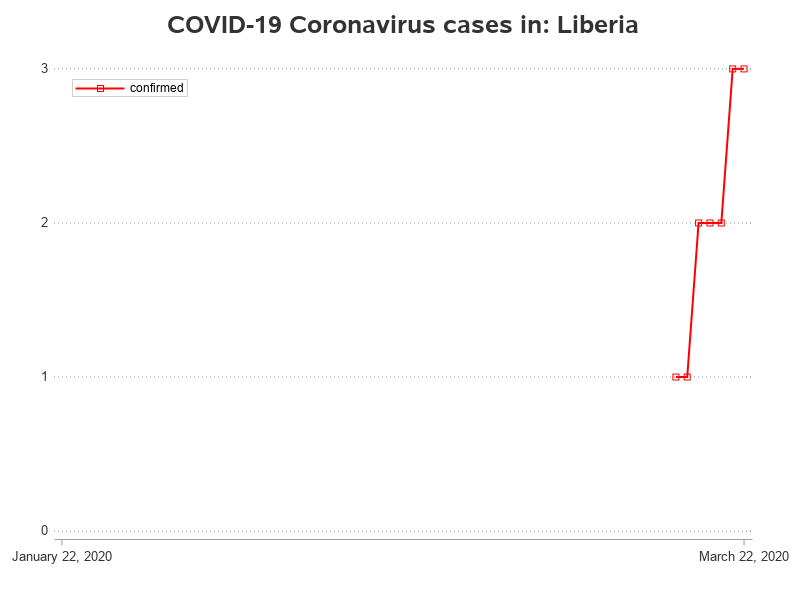 COVID-19 Coronavirus cases in: Liberia
3
confirmed
2
1
0
January 22, 2020
March 22, 2020